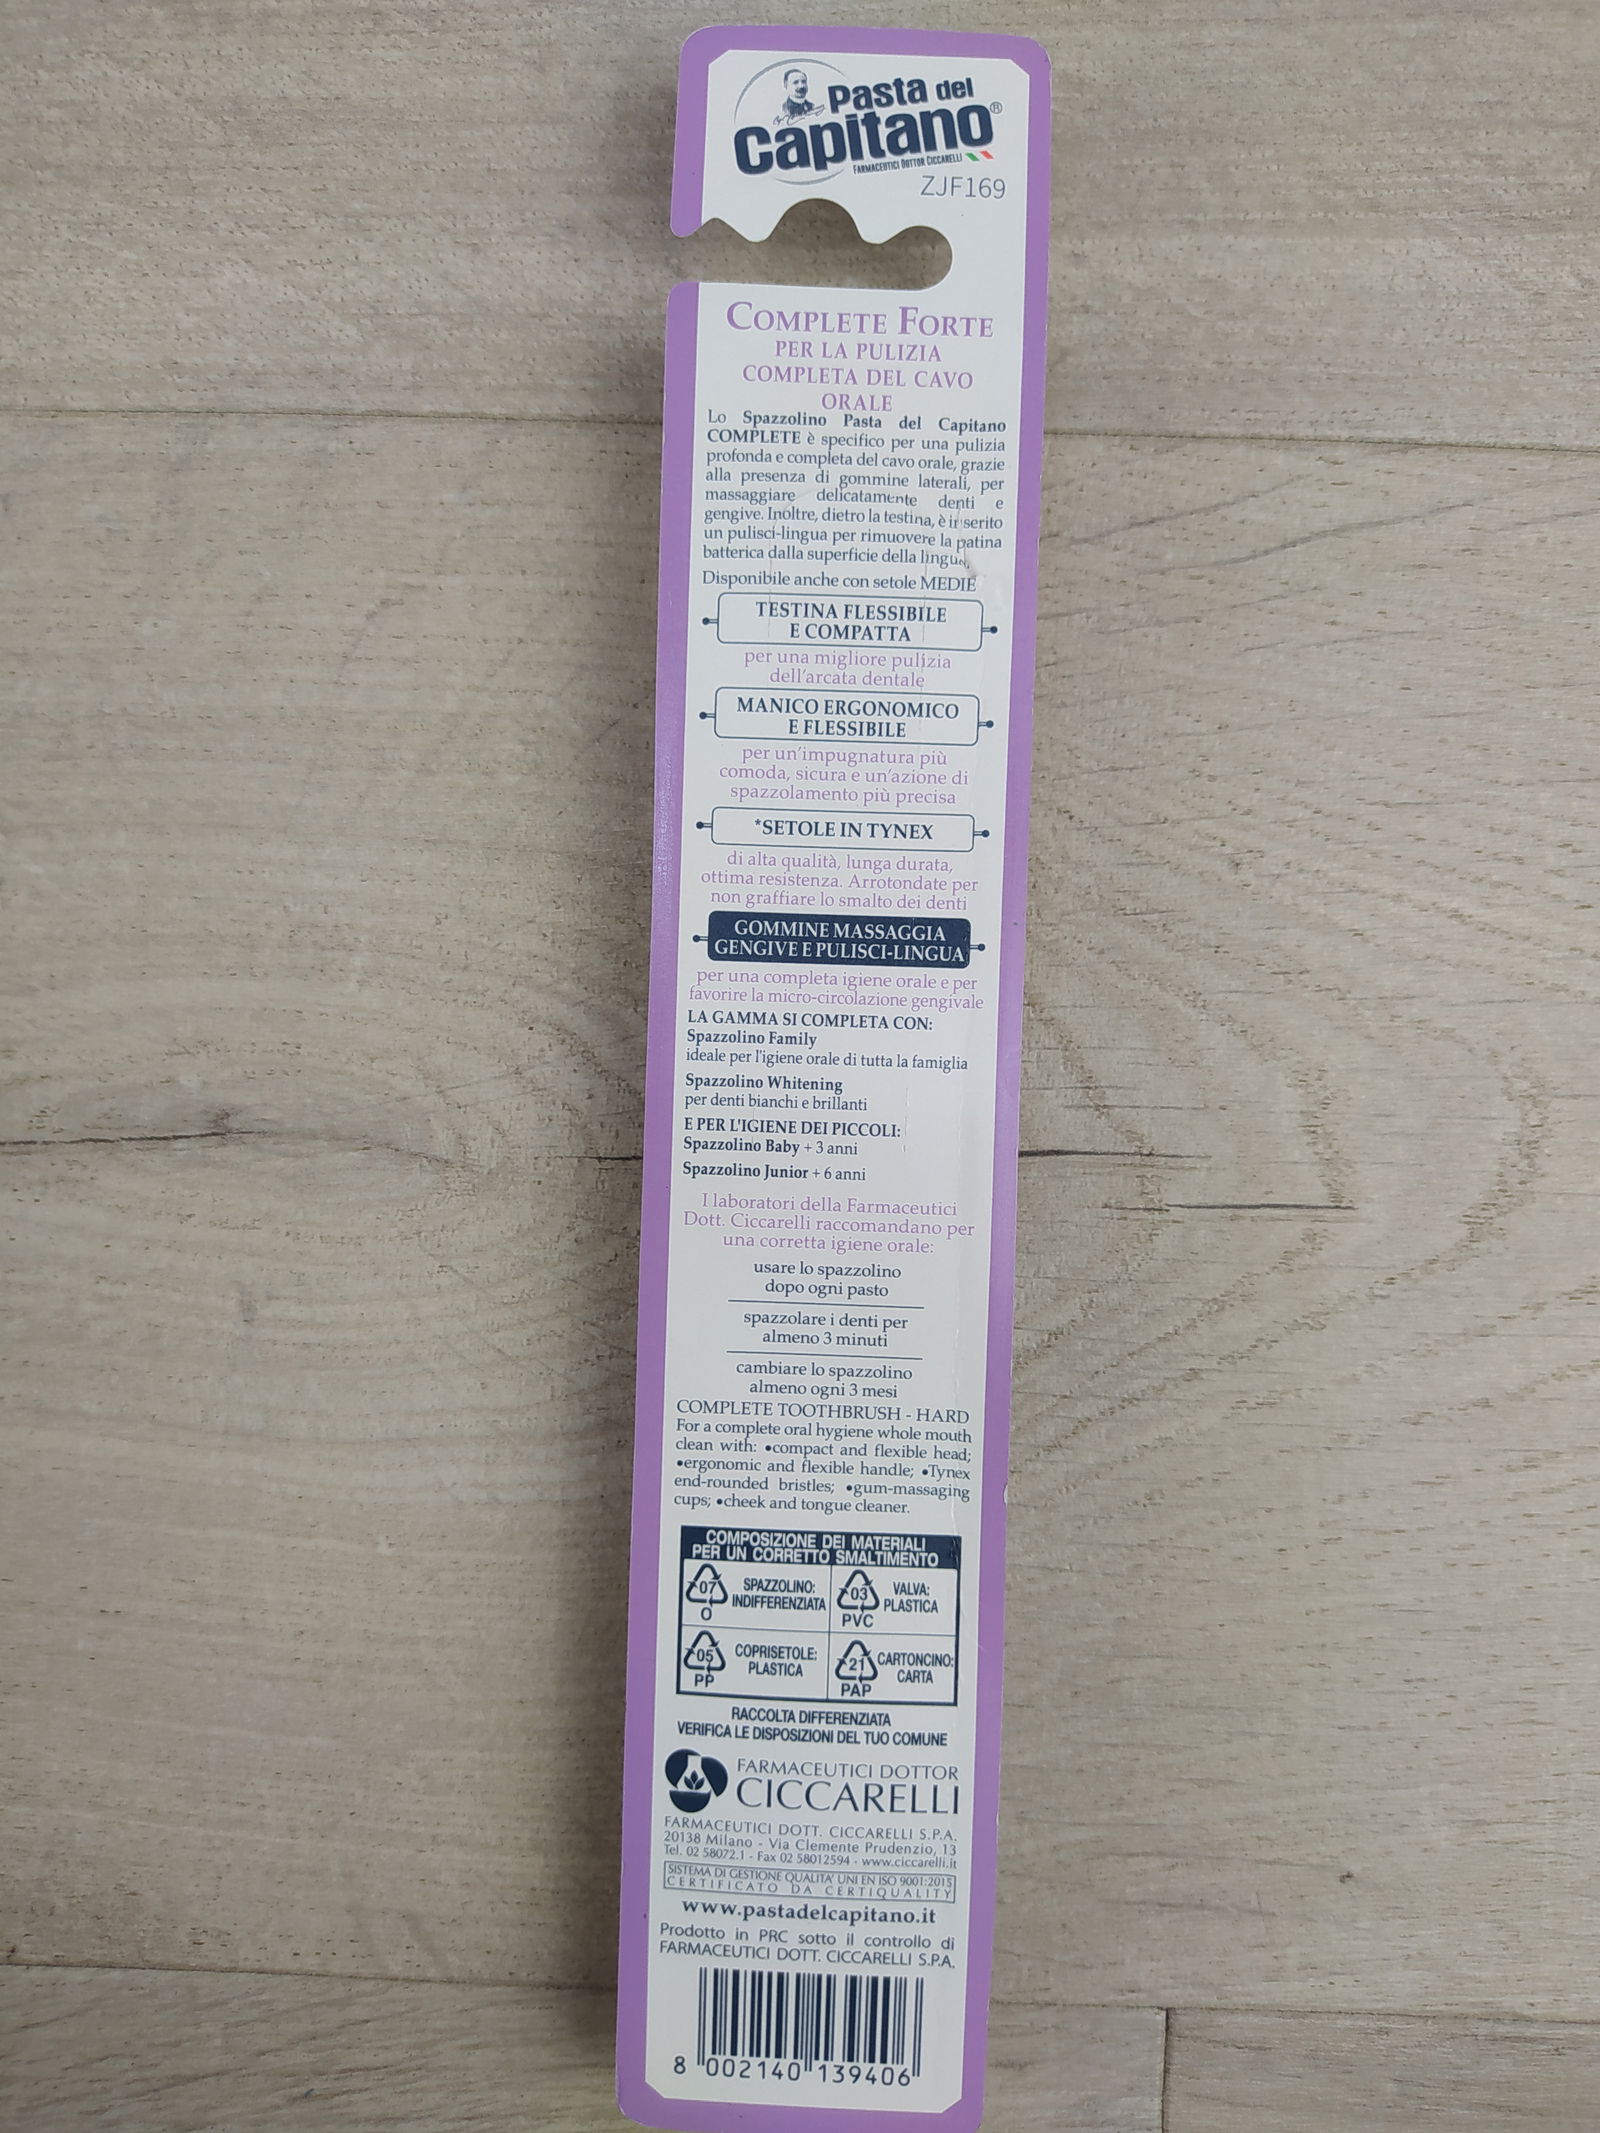 Pasta del
Capitano®
FARMACEUTICI DOTTOR CICCARELLI
ZJF169
COMPLETE FORTE
PER LA PULIZIA
COMPLETA DEL CAVO
ORALE
Lo Spazzolino Pasta del Capitano
COMPLETE è specifico per una pulizia
profonda e completa del cavo orale, grazie
alla presenza di gommine laterali, per
massaggiare delicatamente denti e
gengive. Inoltre, dietro la testina, è inserito
un pulisci-lingua per rimuovere la patina
batterica dalla superficie della lingua.
Disponibile anche con setole MEDIE
TESTINA FLESSIBILE
E COMPATTA
per una migliore pulizia
dell'arcata dentale
MANICO ERGONOMICO
E FLESSIBILE
per un'impugnatura più
comoda, sicura e un'azione di
spazzolamento più precisa
*SETOLE IN TYNEX
di alta qualità, lunga durata,
ottima resistenza. Arrotondate per
non graffiare lo smalto dei denti
GOMMINE MASSAGGIA
GENGIVE E PULISCI-LINGUA
per una completa igiene orale e per
favorire la micro-circolazione gengivale
LA GAMMA SI COMPLETA CON:
Spazzolino Family
ideale per l'igiene orale di tutta la famiglia
Spazzolino Whitening
per denti bianchi e brillanti
E PER L'IGIENE DEI PICCOLI:
Spazzolino Baby + 3 anni
Spazzolino Junior + 6 anni
I laboratori della Farmaceutici
Dott. Ciccarelli raccomandano per
una corretta igiene orale:
usare lo spazzolino
dopo ogni pasto
spazzolare i denti per
almeno 3 minuti
cambiare lo spazzolino
almeno ogni 3 mesi
COMPLETE TOOTHBRUSH - HARD
For a complete oral hygiene whole mouth
clean with: •compact and flexible head;
•ergonomic and flexible handle; •Tynex
end-rounded bristles; •gum-massaging
cups; •cheek and tongue cleaner.
COMPOSIZIONE DEI MATERIALI
PER UN CORRETTO SMALTIMENTO
07 O SPAZZOLINO: INDIFFERENZIATA
03 PVC VALVA: PLASTICA
05 PP COPRISETOLE: PLASTICA
21 PAP CARTONCINO: CARTA
RACCOLTA DIFFERENZIATA
VERIFICA LE DISPOSIZIONI DEL TUO COMUNE
FARMACEUTICI DOTTOR
CICCARELLI
FARMACEUTICI DOTT. CICCARELLI S.P.A.
20138 Milano - Via Clemente Prudenzio, 13
Tel. 02 58072.1 - Fax 02 58012594 - www.ciccarelli.it
SISTEMA DI GESTIONE QUALITA' UNI EN ISO 9001:2015
CERTIFICATO DA CERTIQUALITY
www.pastadelcapitano.it
Prodotto in PRC sotto il controllo di
FARMACEUTICI DOTT. CICCARELLI S.P.A.
8 002140 139406